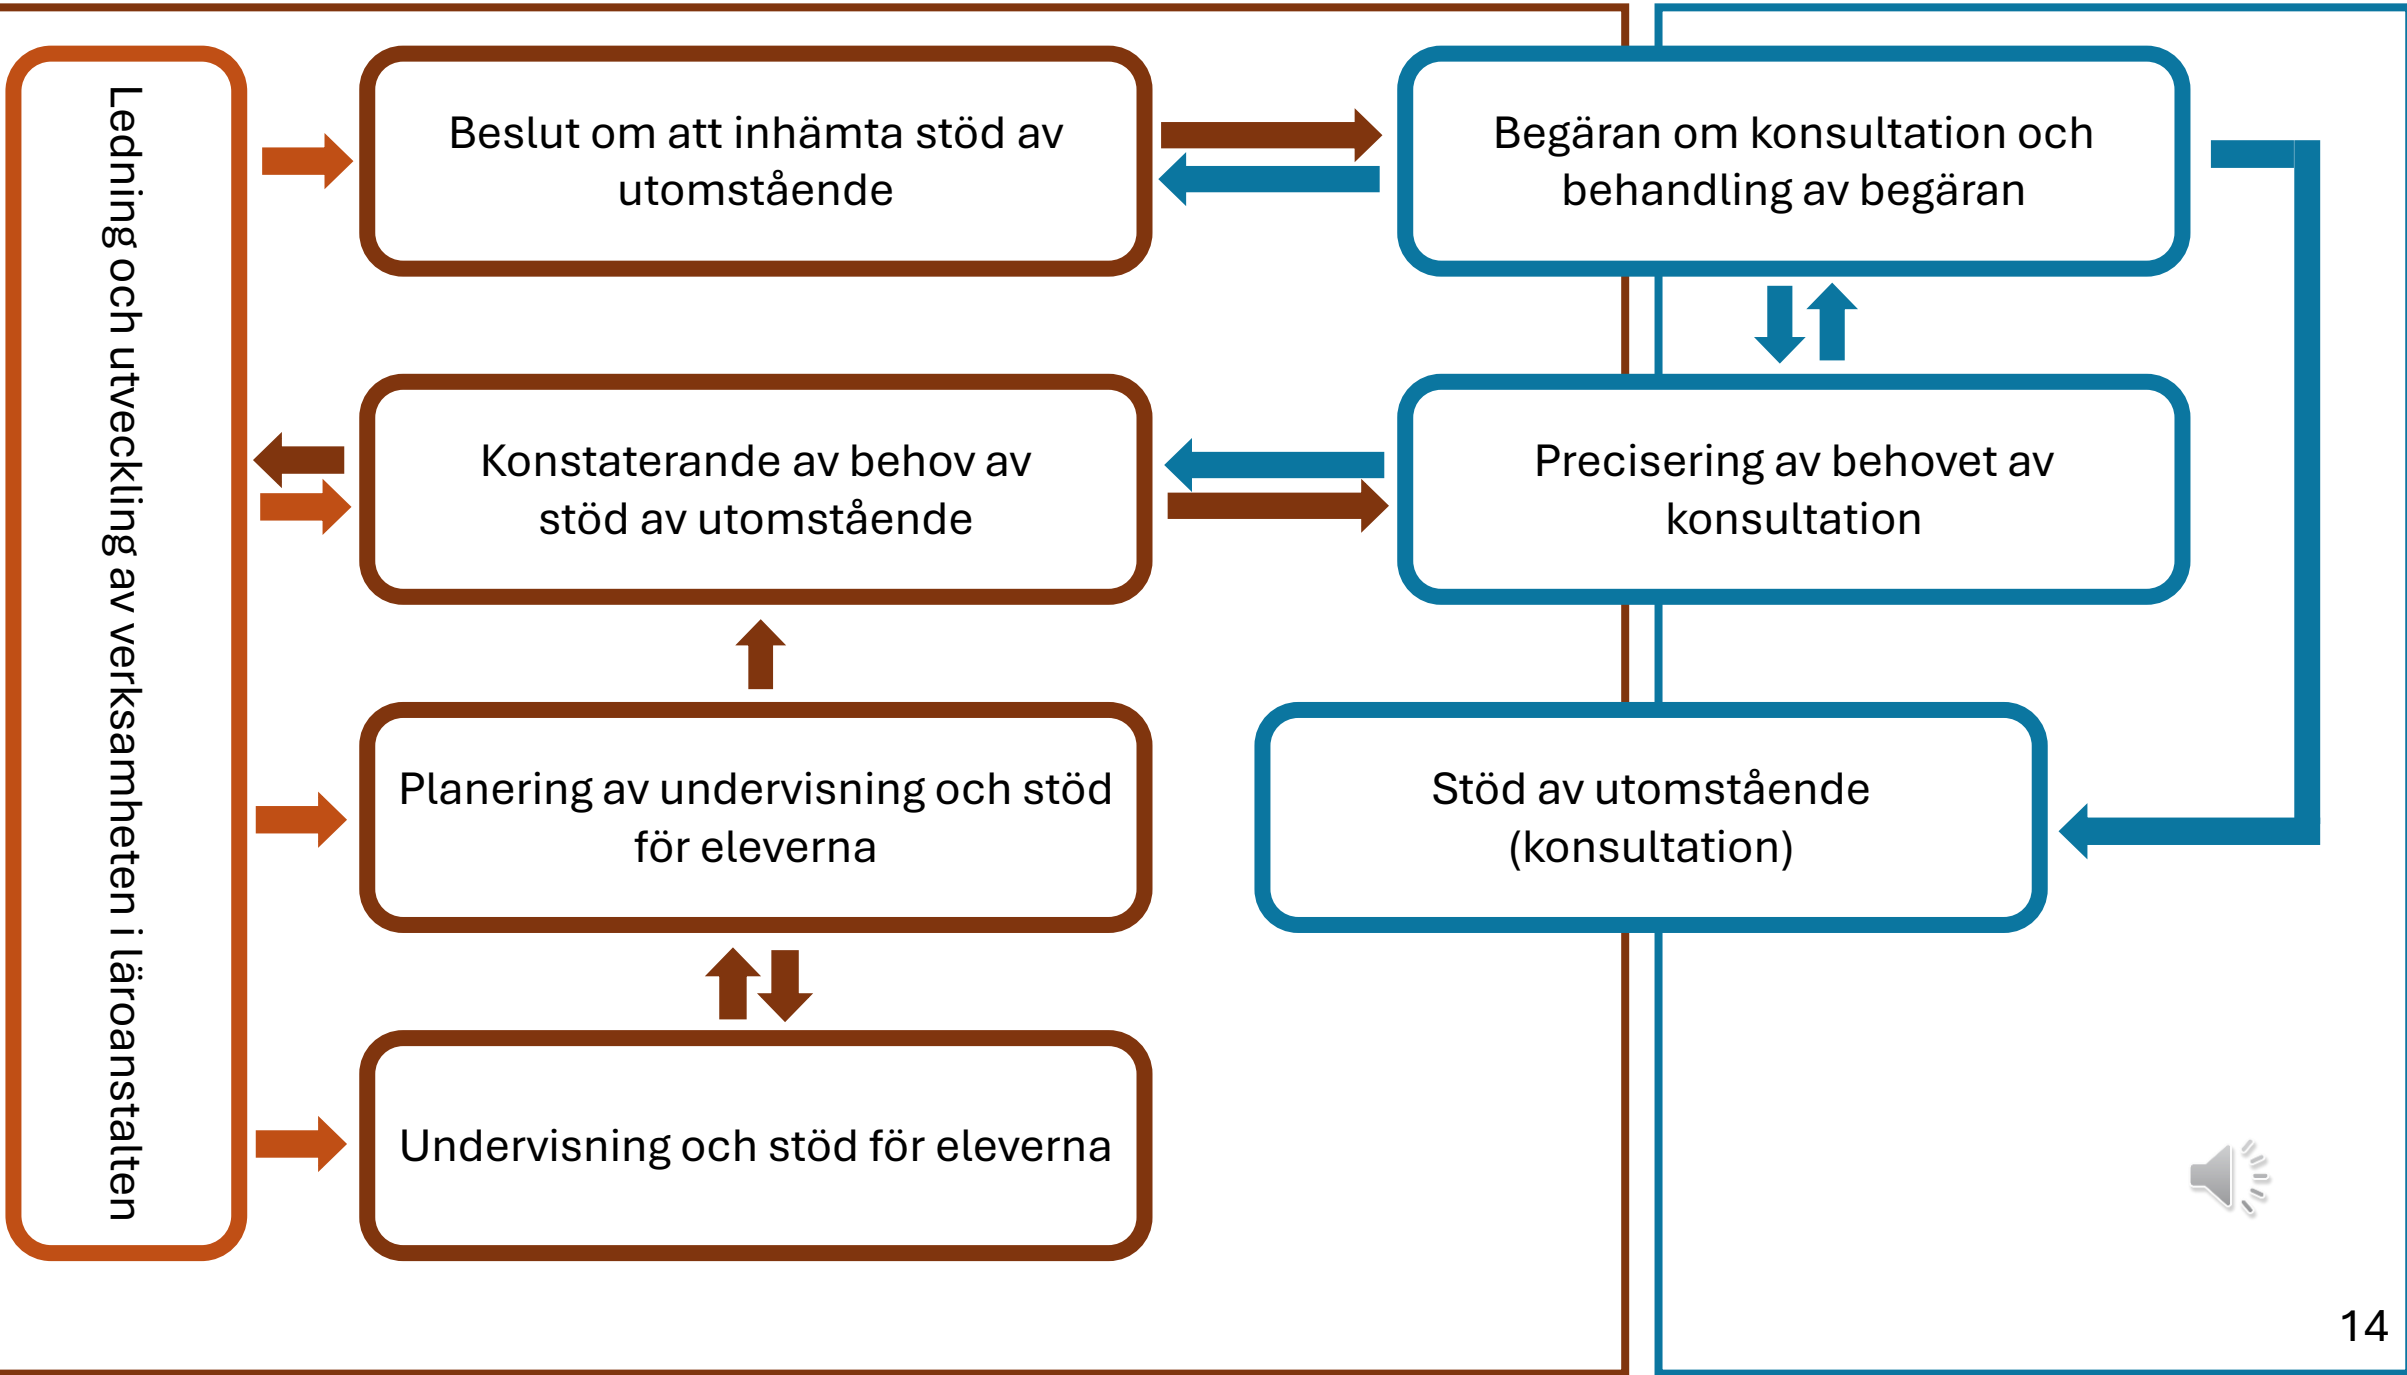 Ledning och utveckling av verksamheten i läroanstalten
Beslut om att inhämta stöd av
utomstående
Begäran om konsultation och
behandling av begäran
Konstaterande av behov av
stöd av utomstående
Precisering av behovet av
konsultation
Planering av undervisning och stöd
för eleverna
Stöd av utomstående
(konsultation)
Undervisning och stöd för eleverna
14